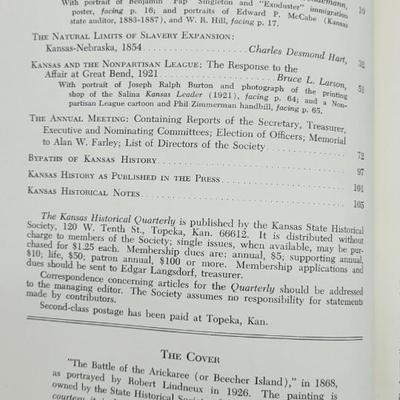 With portrait of Benjamin "Pap" Singleton and "Exoduster" immigration
poster, facing p. 16; and portraits of Edward P. McCabe (Kansas
state auditor, 1883-1887), and W. R. Hill, facing p. 17.
THE NATURAL LIMITS OF SLAVERY EXPANSION:
KANSAS-NEBRASKA, 1854 Charles Desmond Hart, 32
KANSAS AND THE NONPARTISAN LEAGUE: The Response to the
Affair at Great Bend, 1921 Bruce L. Larson, 51
With portrait of Joseph Ralph Burton and photograph of the printing
shop of the Salina Kansas Leader (1921), facing p. 64; and a Non-
partisan League cartoon and Phil Zimmerman handbill, facing p. 65.
THE ANNUAL MEETING: Containing Reports of the Secretary, Treasurer,
Executive and Nominating Committees; Election of Officers; Memorial
to Alan W. Farley; List of Directors of the Society 72
BYPATHS OF KANSAS HISTORY 97
KANSAS HISTORY AS PUBLISHED IN THE PRESS 101
KANSAS HISTORICAL NOTES 105
The Kansas Historical Quarterly is published by the Kansas State Historical
Society, 120 W. Tenth St., Topeka, Kan. 66612. It is distributed without
charge to members of the Society; single issues, when available, may be pur-
chased for $1.25 each. Membership dues are: annual, $5; supporting annual,
$10; life, $50; patron annual, $100 or more. Membership applications and
dues should be sent to Edgar Langsdorf, treasurer.
Correspondence concerning articles for the Quarterly should be addressed
to the managing editor. The Society assumes no responsibility for statements
made by contributors.
Second-class postage has been paid at Topeka, Kan.
THE COVER
"The Battle of the Arickaree (or Beecher Island)," in 1868,
as portrayed by Robert Lindneux in 1926. The painting is
owned by the State Historical